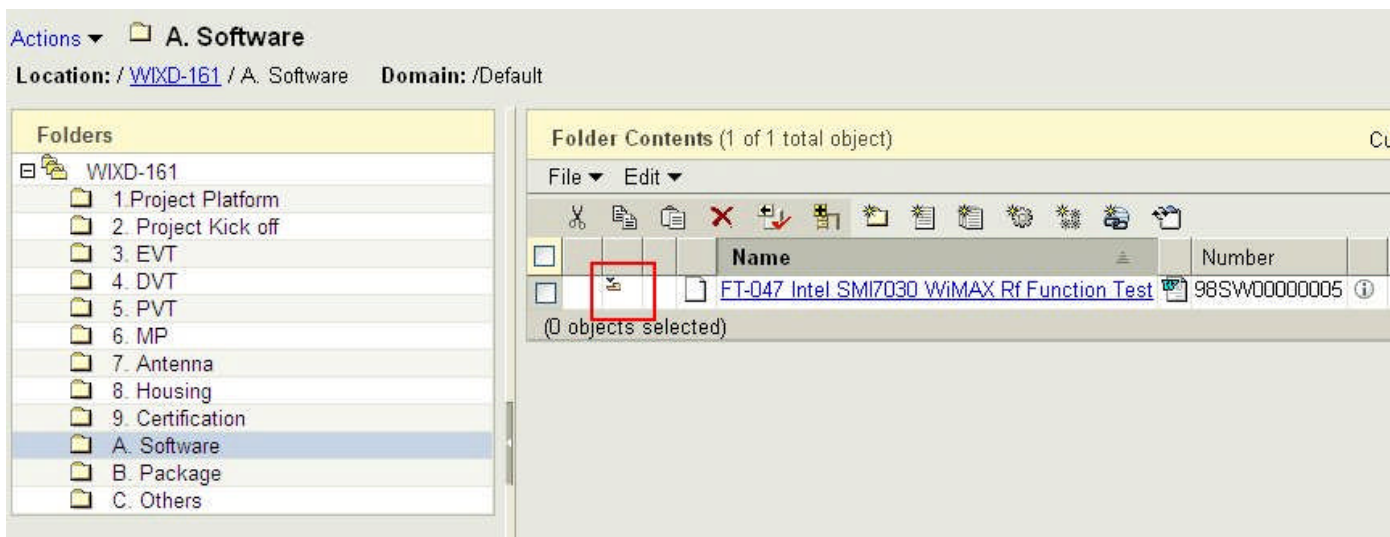 Actions A. Software
Location: / WIXD-161 / A. Software Domain: /Default
Folders
WIXD-161
1.Project Platform
2. Project Kick off
3. EVT
4. DVT
5. PVT
6. MP
7. Antenna
8. Housing
9. Certification
A. Software
B. Package
C. Others
Folder Contents (1 of 1 total object)
File Edit
Name Number
FT-047 Intel SMI7030 WiMAX Rf Function Test 98SW00000005
(0 objects selected)